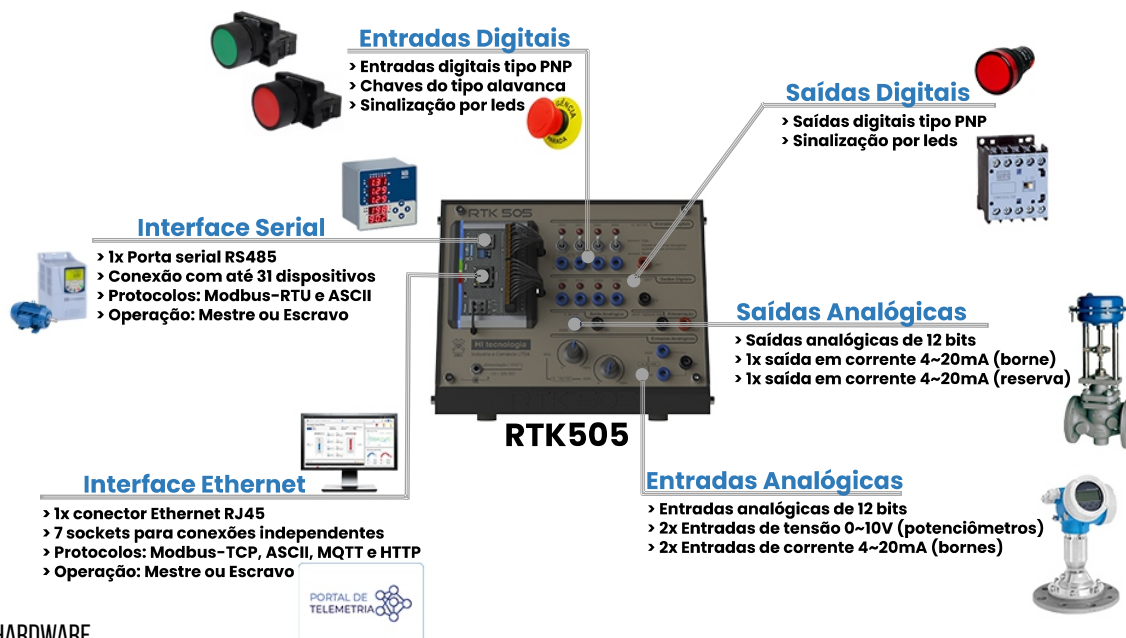 Entradas Digitais
> Entradas digitais tipo PNP
> Chaves do tipo alavanca
> Sinalização por leds
Saídas Digitais
> Saídas digitais tipo PNP
> Sinalização por leds
Interface Serial
> 1x Porta serial RS485
> Conexão com até 31 dispositivos
> Protocolos: Modbus-RTU e ASCII
> Operação: Mestre ou Escravo
RTK 505
HI tecnologia
Saídas Analógicas
> Saídas analógicas de 12 bits
> 1x saída em corrente 4~20mA (borne)
> 1x saída em corrente 4~20mA (reserva)
RTK505
Interface Ethernet
> 1x conector Ethernet RJ45
> 7 sockets para conexões independentes
> Protocolos: Modbus-TCP, ASCII, MQTT e HTTP
> Operação: Mestre ou Escravo
Entradas Analógicas
> Entradas analógicas de 12 bits
> 2x Entradas de tensão 0~10V (potenciômetros)
> 2x Entradas de corrente 4~20mA (bornes)
PORTAL DE
TELEMETRIA
HARDWARE